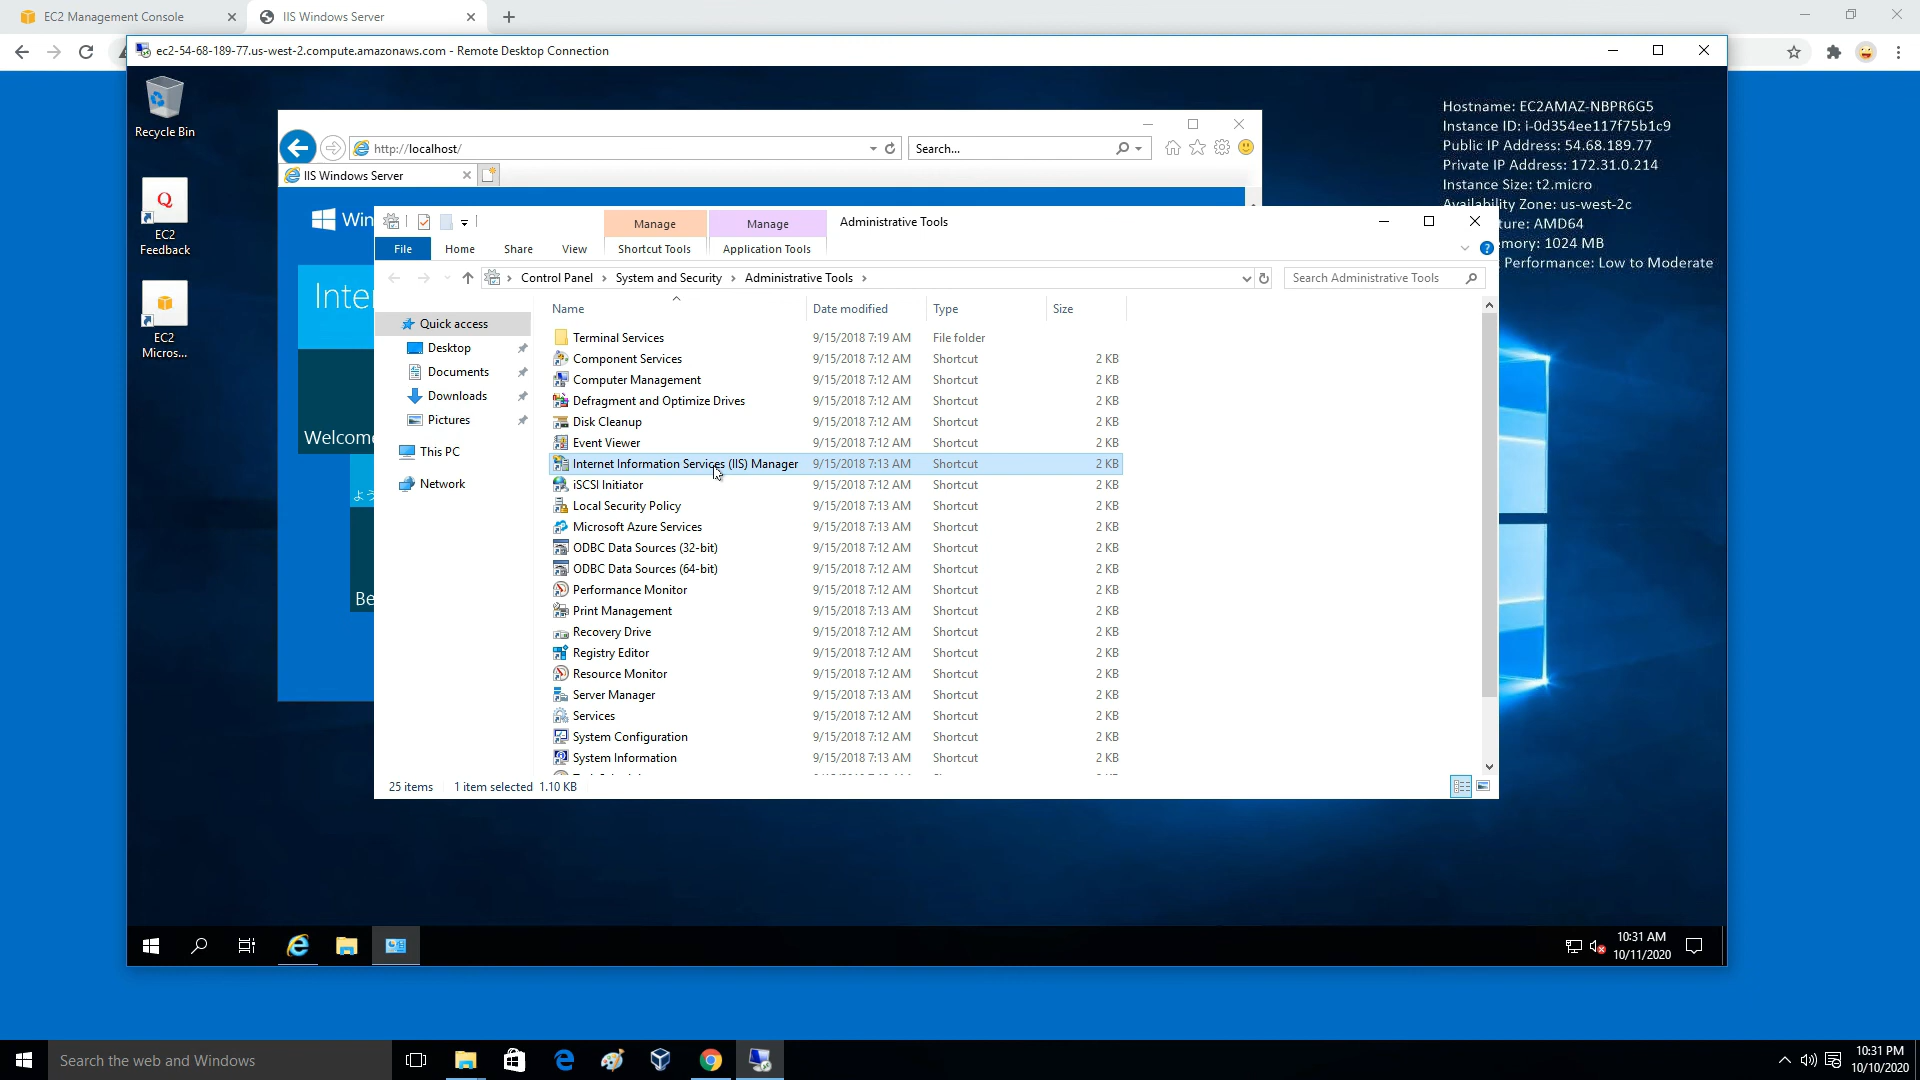 EC2 Management Console
IIS Windows Server
ec2-54-68-189-77.us-west-2.compute.amazonaws.com - Remote Desktop Connection
Recycle Bin
EC2
Feedback
EC2
Micros...
Hostname: EC2AMAZ-NBPR6G5
Instance ID: i-0d354ee117f75b1c9
Public IP Address: 54.68.189.77
Private IP Address: 172.31.0.214
Instance Size: t2.micro
Availability Zone: us-west-2c
ture: AMD64
emory: 1024 MB
Performance: Low to Moderate
http://localhost/
Search...
IIS Windows Server
Win
Inte
Welcome
よう
Be
Manage
Manage
Administrative Tools
File
Home
Share
View
Shortcut Tools
Application Tools
Control Panel
System and Security
Administrative Tools
Search Administrative Tools
Quick access
Desktop
Documents
Downloads
Pictures
This PC
Network
Name Date modified Type Size
Terminal Services 9/15/2018 7:19 AM File folder
Component Services 9/15/2018 7:12 AM Shortcut 2 KB
Computer Management 9/15/2018 7:12 AM Shortcut 2 KB
Defragment and Optimize Drives 9/15/2018 7:12 AM Shortcut 2 KB
Disk Cleanup 9/15/2018 7:12 AM Shortcut 2 KB
Event Viewer 9/15/2018 7:12 AM Shortcut 2 KB
Internet Information Services (IIS) Manager 9/15/2018 7:13 AM Shortcut 2 KB
iSCSI Initiator 9/15/2018 7:12 AM Shortcut 2 KB
Local Security Policy 9/15/2018 7:13 AM Shortcut 2 KB
Microsoft Azure Services 9/15/2018 7:13 AM Shortcut 2 KB
ODBC Data Sources (32-bit) 9/15/2018 7:12 AM Shortcut 2 KB
ODBC Data Sources (64-bit) 9/15/2018 7:12 AM Shortcut 2 KB
Performance Monitor 9/15/2018 7:12 AM Shortcut 2 KB
Print Management 9/15/2018 7:13 AM Shortcut 2 KB
Recovery Drive 9/15/2018 7:12 AM Shortcut 2 KB
Registry Editor 9/15/2018 7:12 AM Shortcut 2 KB
Resource Monitor 9/15/2018 7:12 AM Shortcut 2 KB
Server Manager 9/15/2018 7:13 AM Shortcut 2 KB
Services 9/15/2018 7:12 AM Shortcut 2 KB
System Configuration 9/15/2018 7:12 AM Shortcut 2 KB
System Information 9/15/2018 7:13 AM Shortcut 2 KB
25 items 1 item selected 1.10 KB
10:31 AM
10/11/2020
Search the web and Windows
10:31 PM
10/10/2020